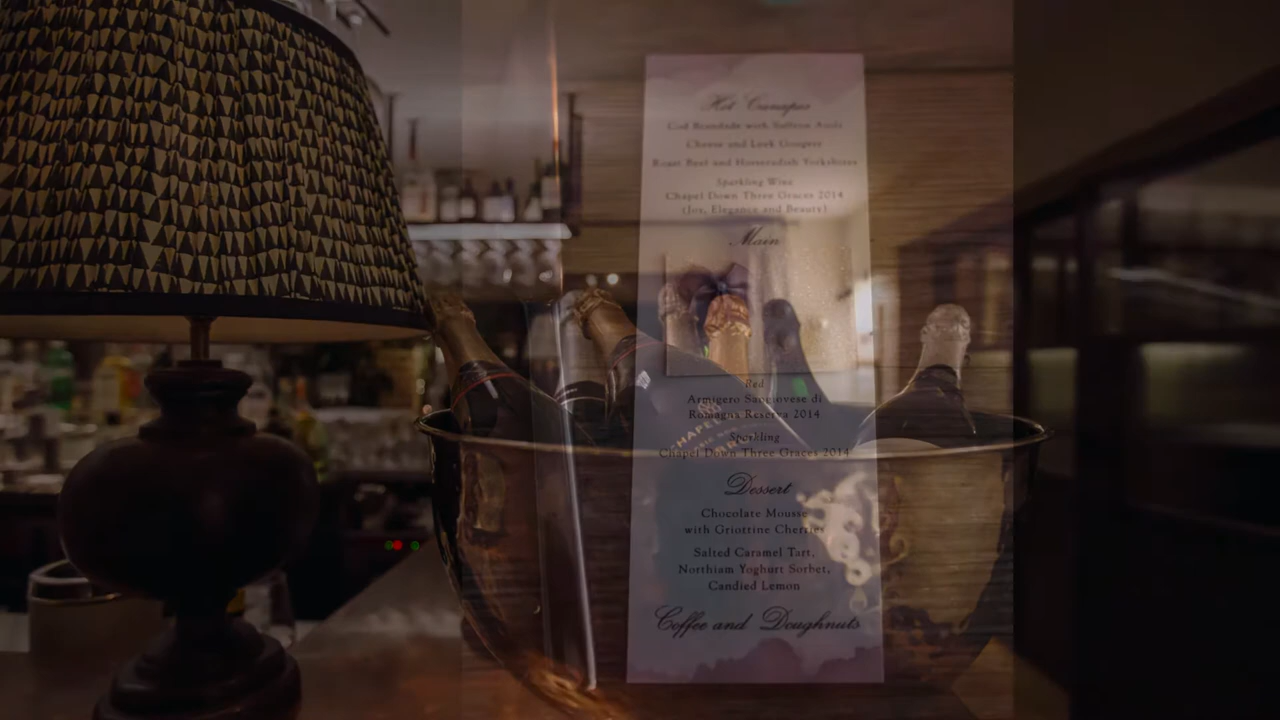 Hot Canapes
Cod Brandade with Saffron Aioli
Cheese and Leek Gougere
Roast Beef and Horseradish Yorkshires
Sparkling Wine
Chapel Down Three Graces 2014
(Joy, Elegance and Beauty)
Main
Red
Armigero Sangiovese di
Romagna Reserva 2014
Sparkling
Chapel Down Three Graces 2014
Dessert
Chocolate Mousse
with Griottine Cherries
Salted Caramel Tart,
Northiam Yoghurt Sorbet,
Candied Lemon
Coffee and Doughnuts